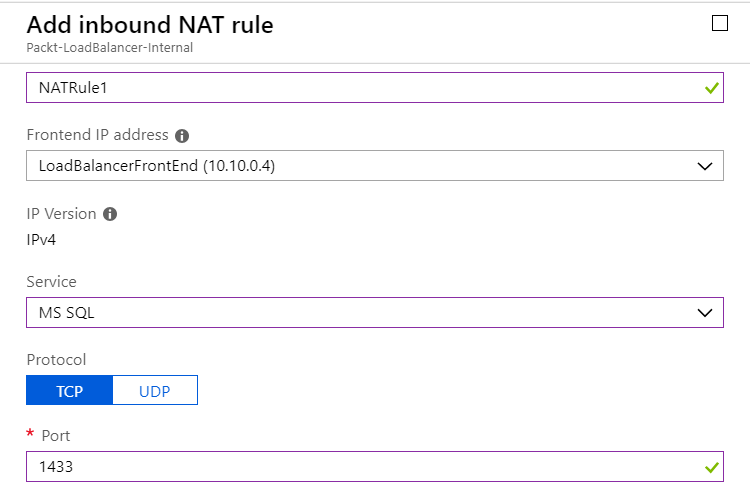 Add inbound NAT rule
Packt-LoadBalancer-Internal
NATRule1
Frontend IP address
LoadBalancerFrontEnd (10.10.0.4)
IP Version
IPv4
Service
MS SQL
Protocol
TCP UDP
* Port
1433